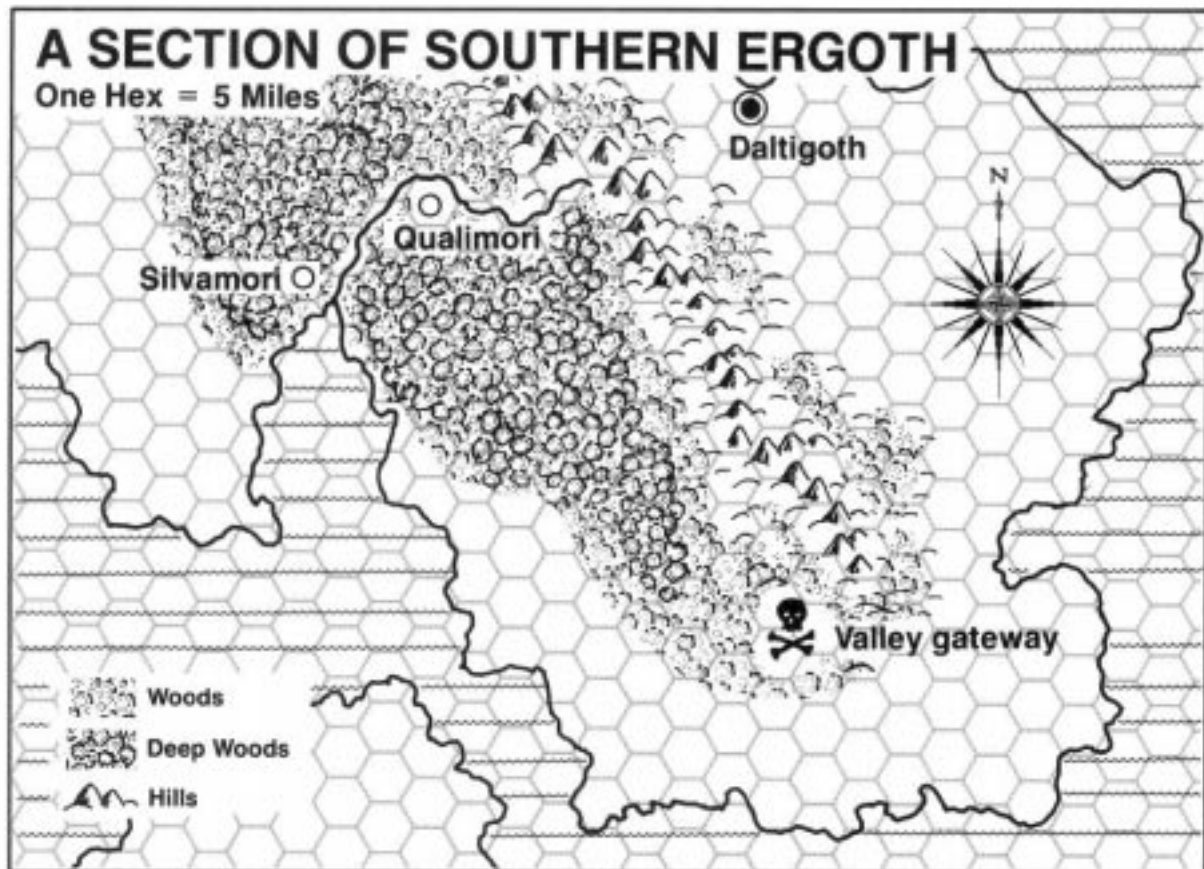 A SECTION OF SOUTHERN ERGOTH
One Hex = 5 Miles
Daltigoth
N
Qualimori
Silvamori
Valley gateway
Woods
Deep Woods
Hills